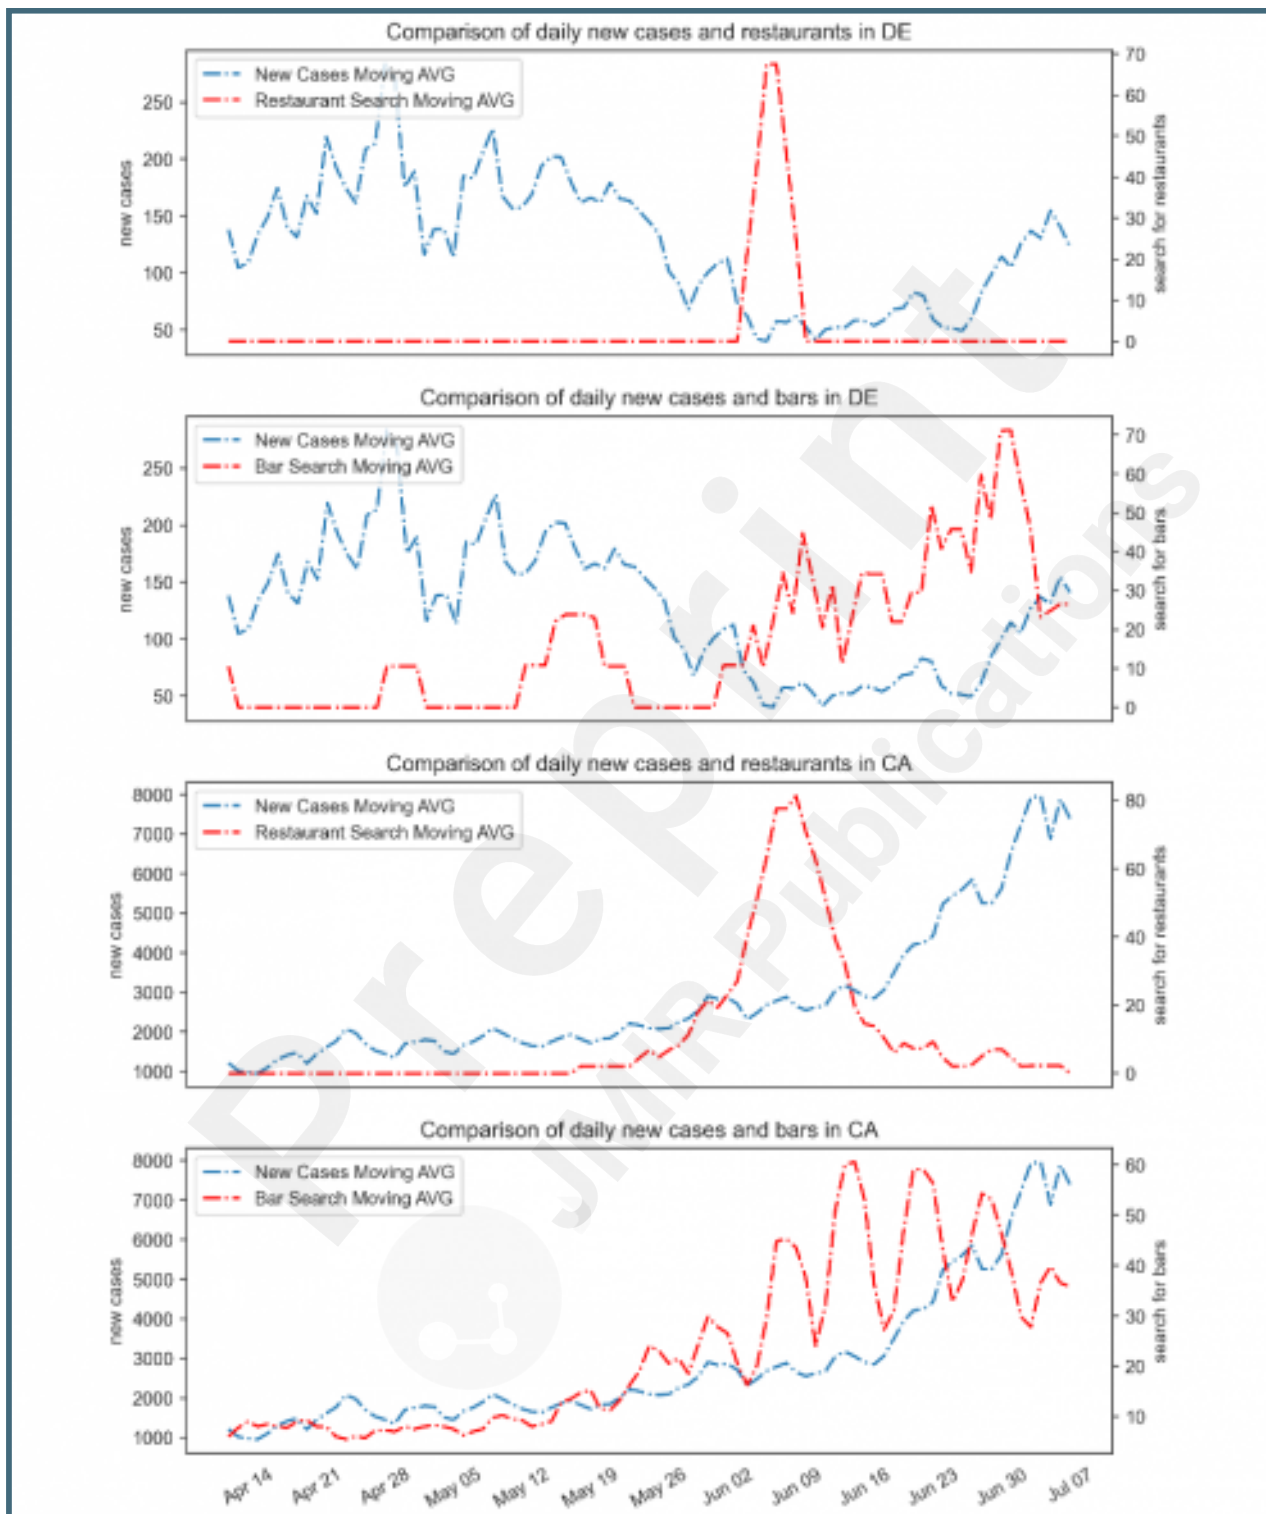 Comparison of daily new cases and restaurants in DE
New Cases Moving AVG
Restaurant Search Moving AVG
250
200
150
100
50
new cases
70
60
50
40
30
20
10
0
search for restaurants
Comparison of daily new cases and bars in DE
New Cases Moving AVG
Bar Search Moving AVG
250
200
150
100
50
new cases
70
60
50
40
30
20
10
0
search for bars
Comparison of daily new cases and restaurants in CA
New Cases Moving AVG
Restaurant Search Moving AVG
8000
7000
6000
5000
4000
3000
2000
1000
new cases
80
60
40
20
0
search for restaurants
Comparison of daily new cases and bars in CA
New Cases Moving AVG
Bar Search Moving AVG
8000
7000
6000
5000
4000
3000
2000
1000
new cases
60
50
40
30
20
10
search for bars
Apr 14 Apr 21 Apr 28 May 05 May 12 May 19 May 26 Jun 02 Jun 09 Jun 16 Jun 23 Jun 30 Jul 07
Preprint
JMIR Publications